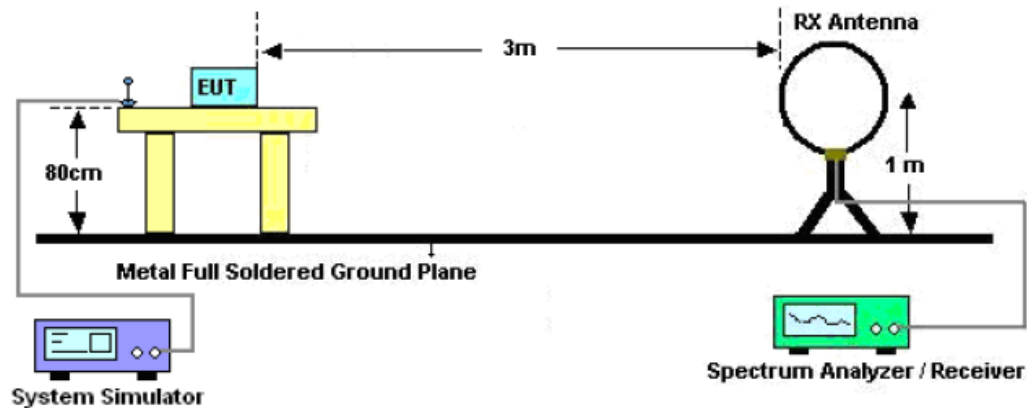 RX Antenna
3m
EUT
80cm
1 m
Metal Full Soldered Ground Plane
System Simulator
Spectrum Analyzer / Receiver